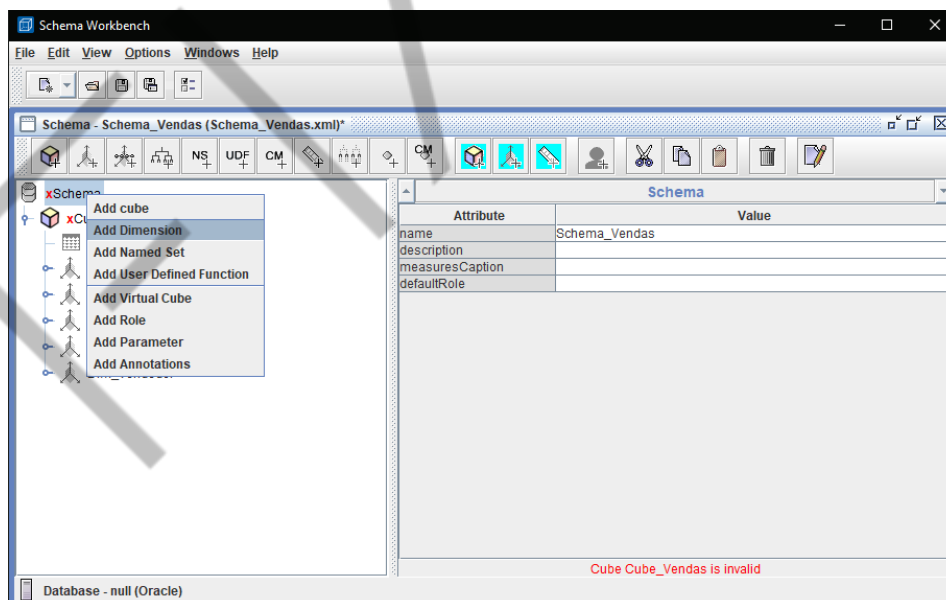 Schema Workbench
File Edit View Options Windows Help
Schema - Schema_Vendas (Schema_Vendas.xml)*
NS UDF CM CM
xSchema
Add cube
Add Dimension
Add Named Set
Add User Defined Function
Add Virtual Cube
Add Role
Add Parameter
Add Annotations
Schema
Attribute Value
name Schema_Vendas
description
measuresCaption
defaultRole
Cube Cube_Vendas is invalid
Database - null (Oracle)